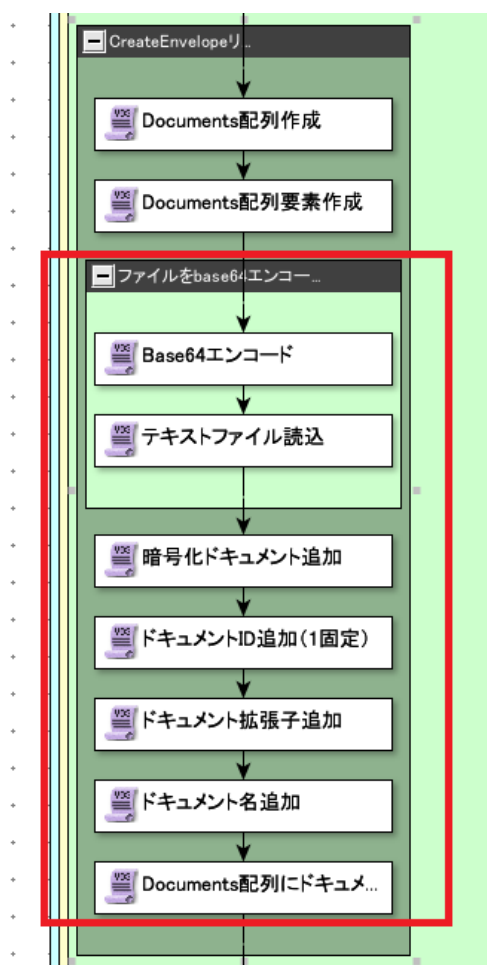 CreateEnvelopeリ...
Documents配列作成
Documents配列要素作成
ファイルをbase64エンコー...
Base64エンコード
テキストファイル読込
暗号化ドキュメント追加
ドキュメントID追加(1固定)
ドキュメント拡張子追加
ドキュメント名追加
Documents配列にドキュメ...